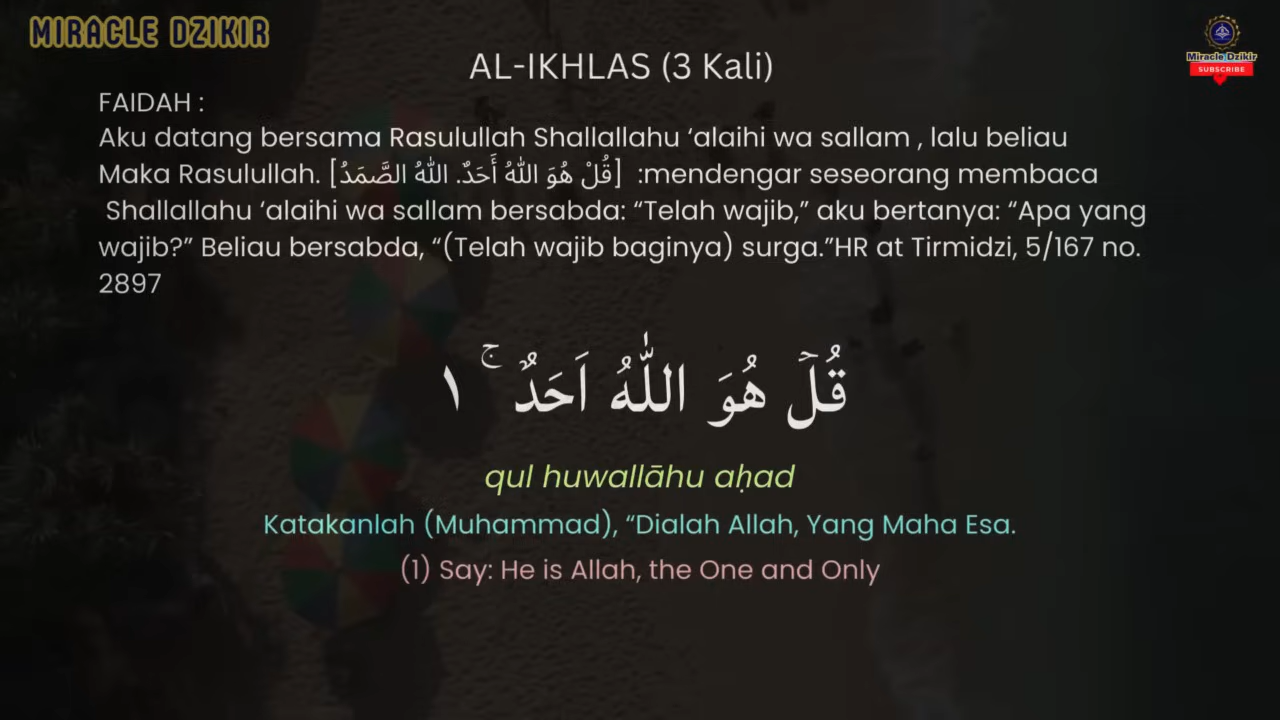 MIRACLE DZIKIR
Miracle Dzikir
SUBSCRIBE
AL-IKHLAS (3 Kali)
FAIDAH :
Aku datang bersama Rasulullah Shallallahu ‘alaihi wa sallam , lalu beliau
Maka Rasulullah. [قُلْ هُوَ اللهُ أَحَدٌ. اللهُ الصَّمَدُ] :mendengar seseorang membaca
Shallallahu ‘alaihi wa sallam bersabda: “Telah wajib,” aku bertanya: “Apa yang
wajib?” Beliau bersabda, “(Telah wajib baginya) surga.”HR at Tirmidzi, 5/167 no.
2897
قُلْ هُوَ اللّٰهُ اَحَدٌ ۚ ١
qul huwallāhu aḥad
Katakanlah (Muhammad), “Dialah Allah, Yang Maha Esa.
(1) Say: He is Allah, the One and Only